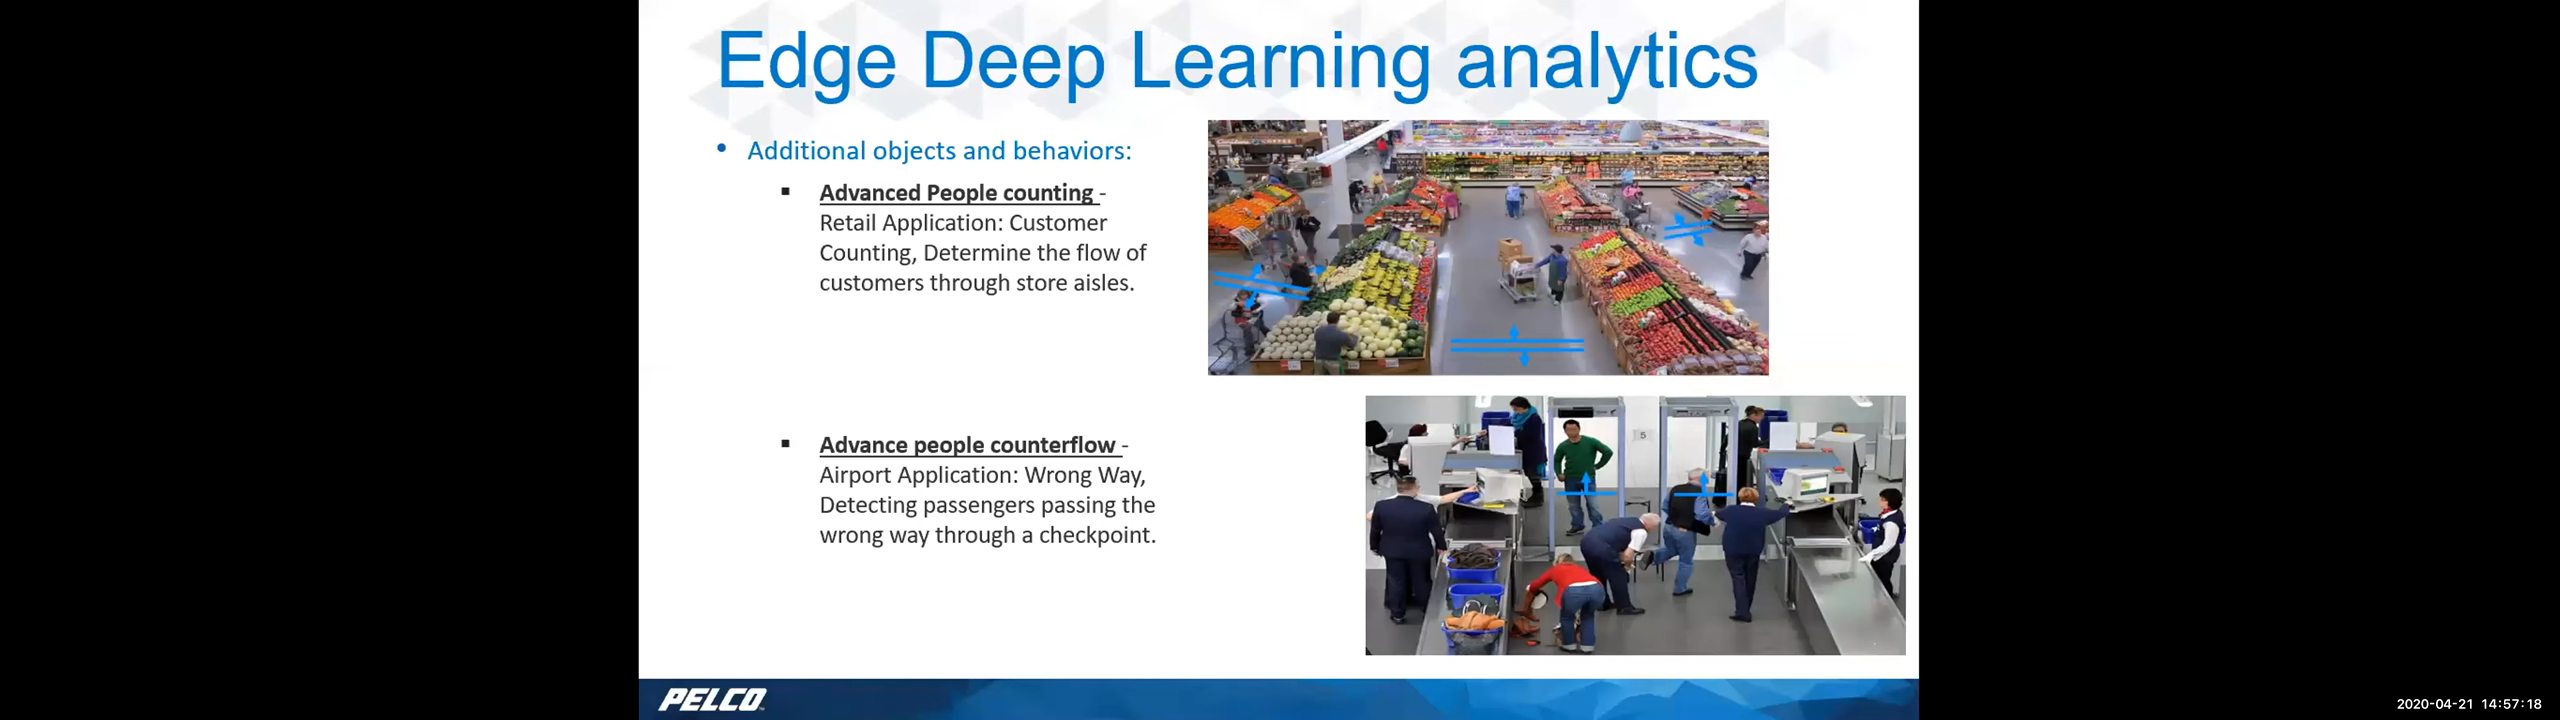 Edge Deep Learning analytics
• Additional objects and behaviors:
▪ Advanced People counting -
Retail Application: Customer
Counting, Determine the flow of
customers through store aisles.
▪ Advance people counterflow -
Airport Application: Wrong Way,
Detecting passengers passing the
wrong way through a checkpoint.
5
PELCO
2020-04-21 14:57:18